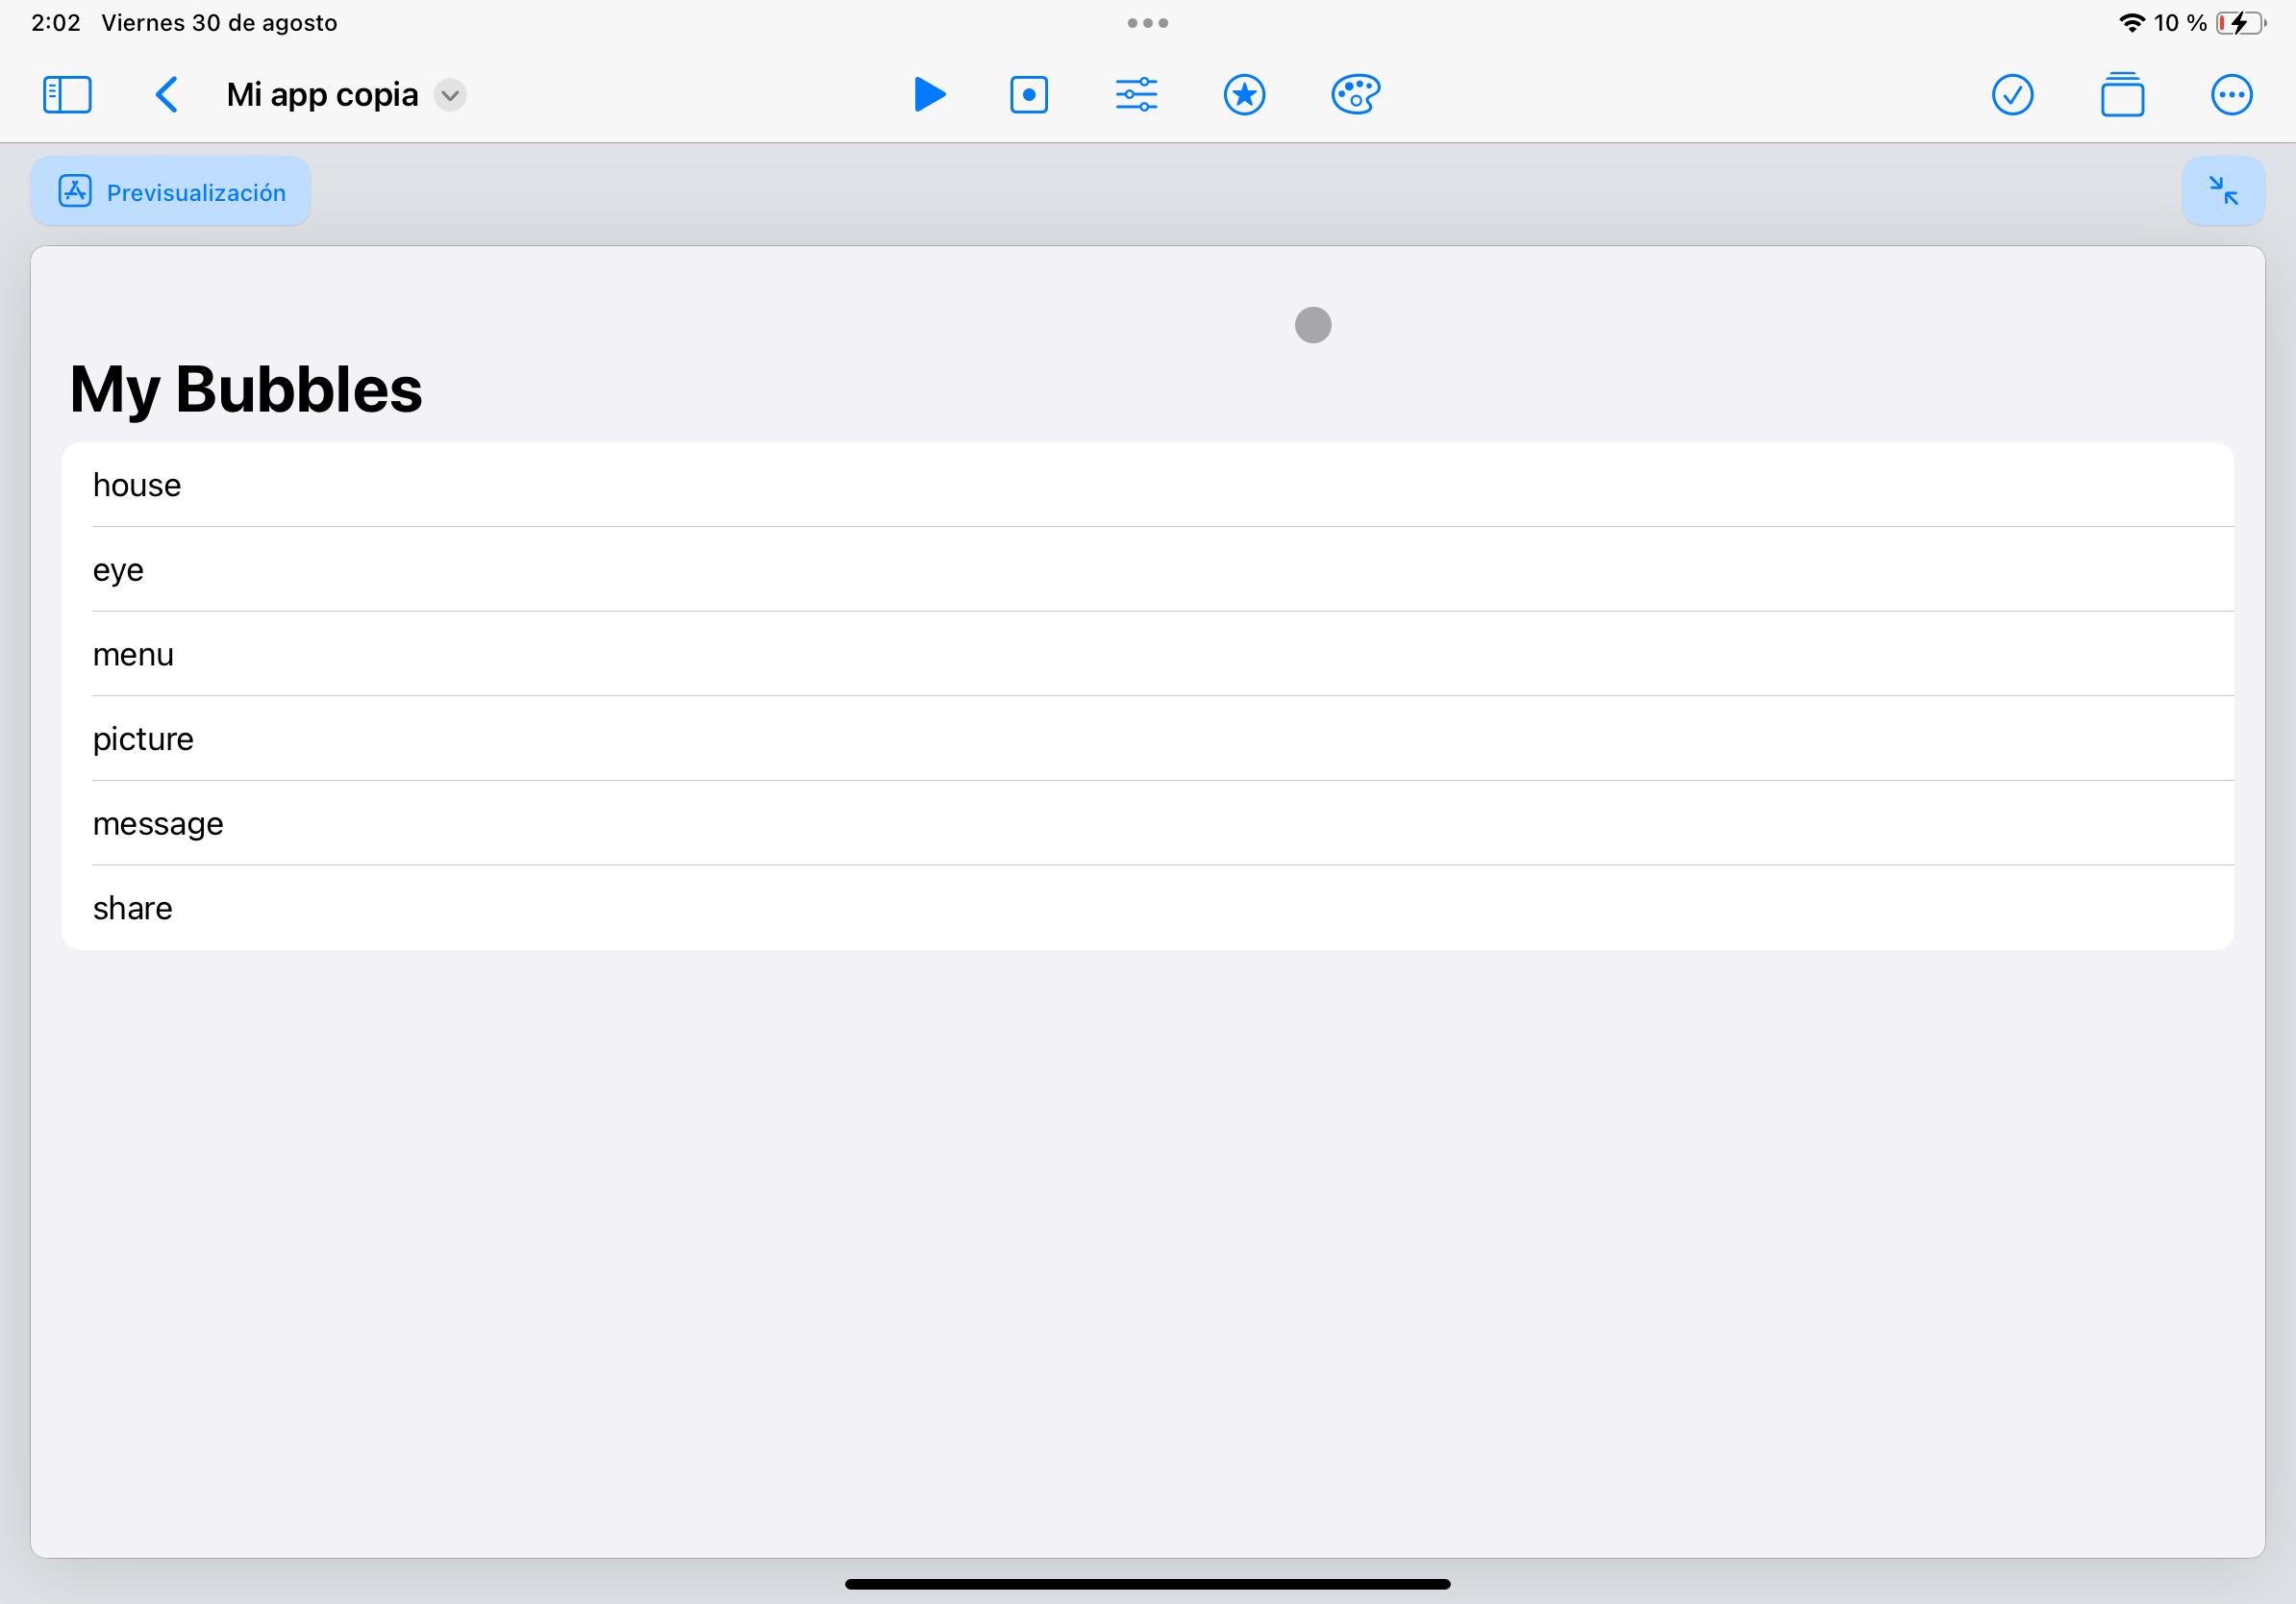 2:02 Viernes 30 de agosto 10 %
Mi app copia
Previsualización
My Bubbles
house
eye
menu
picture
message
share